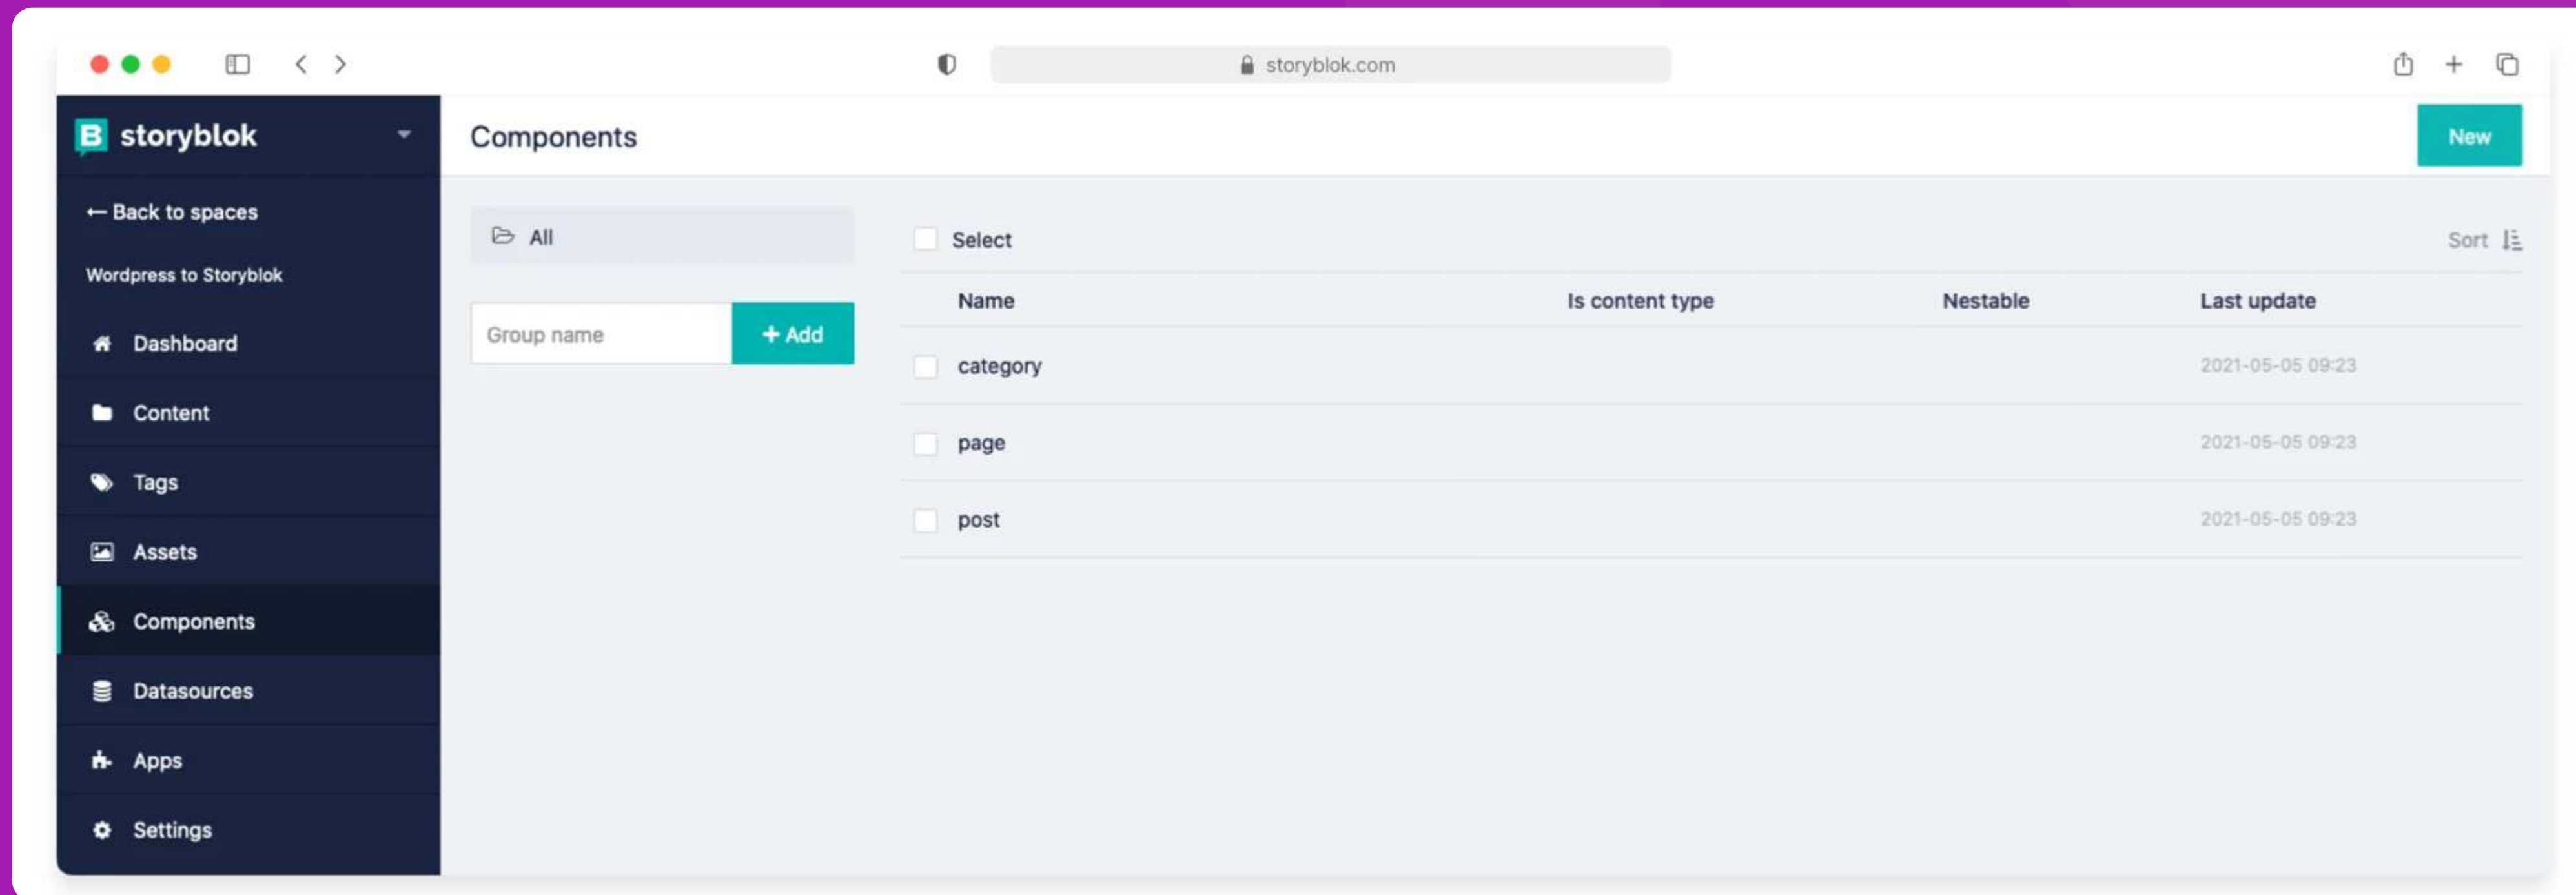 storyblok.com
B storyblok
Components
New
← Back to spaces
Wordpress to Storyblok
Dashboard
Content
Tags
Assets
Components
Datasources
Apps
Settings
All
Group name
+ Add
Select
Sort
Name Is content type Nestable Last update
category 2021-05-05 09:23
page 2021-05-05 09:23
post 2021-05-05 09:23